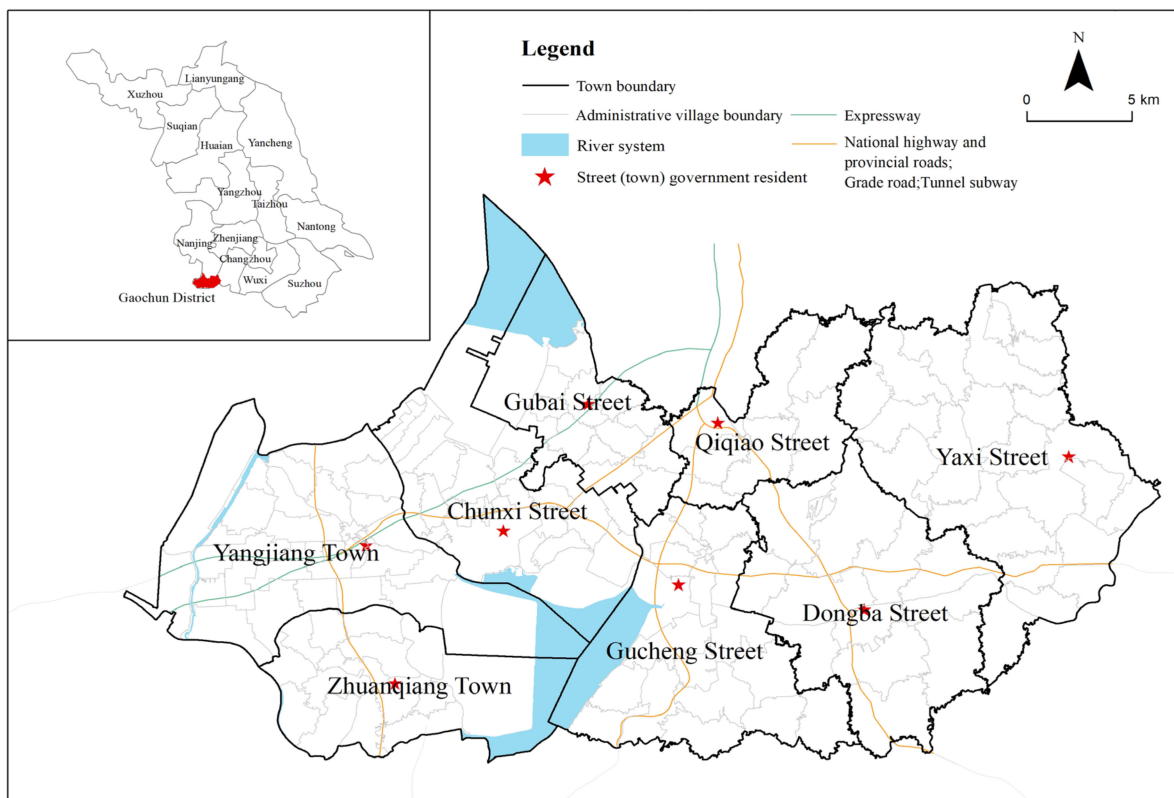 Lianyungang
Xuzhou
Suqian
Huaian
Yancheng
Yangzhou
Taizhou
Nantong
Nanjing
Zhenjiang
Changzhou
Wuxi
Suzhou
Gaochun District
Legend
Town boundary
Administrative village boundary
River system
Street (town) government resident
Expressway
National highway and
provincial roads;
Grade road;Tunnel subway
N
0 5 km
Gubai Street
Qiqiao Street
Yaxi Street
Chunxi Street
Yangjiang Town
Dongba Street
Gucheng Street
Zhuanqiang Town